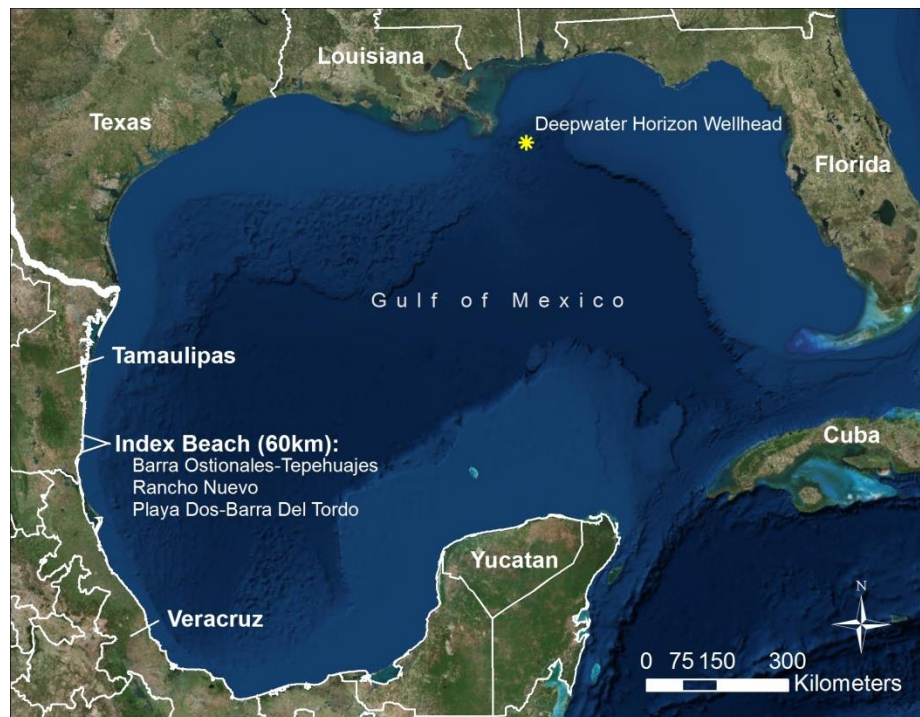 Louisiana
Texas
Deepwater Horizon Wellhead
Florida
Gulf of Mexico
Tamaulipas
Index Beach (60km):
Barra Ostionales-Tepehuajes
Rancho Nuevo
Playa Dos-Barra Del Tordo
Cuba
Yucatan
Veracruz
N
0 75 150 300
Kilometers